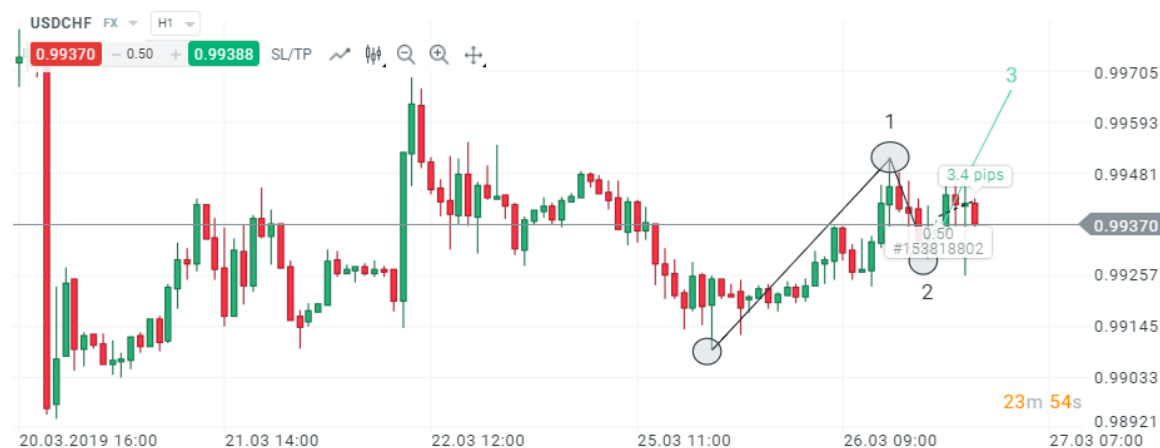 USDCHF FX H1
0.99370 – 0.50 + 0.99388 SL/TP
3
0.99705
0.99593
1
0.99481
3.4 pips
0.99370
0.50
#153818802
0.99257
2
0.99145
0.99033
23m 54s
0.98921
20.03.2019 16:00 21.03 14:00 22.03 12:00 25.03 11:00 26.03 09:00 27.03 07:00